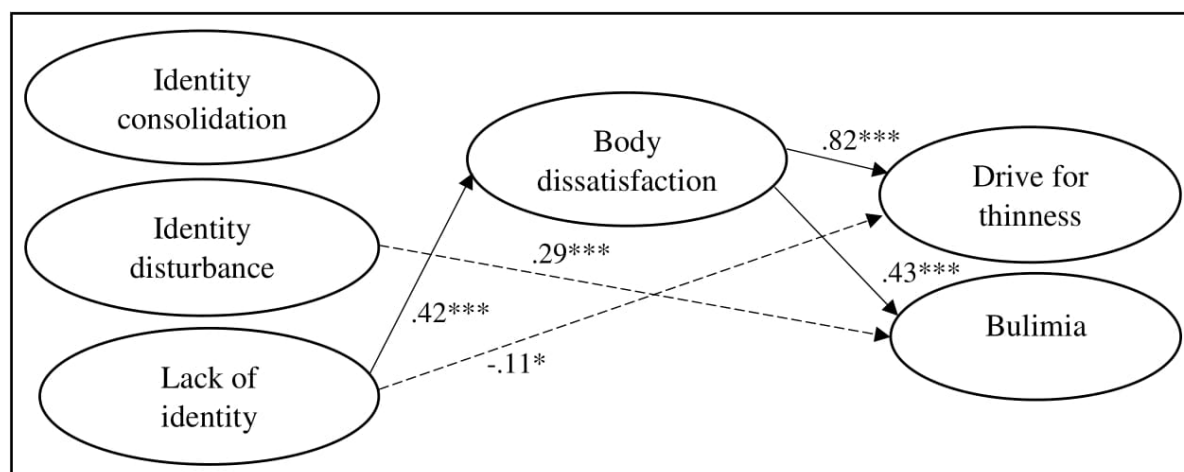 Identity
consolidation
Body
dissatisfaction
.82***
Drive for
thinness
Identity
disturbance
.29***
.43***
.42***
Bulimia
-.11*
Lack of
identity